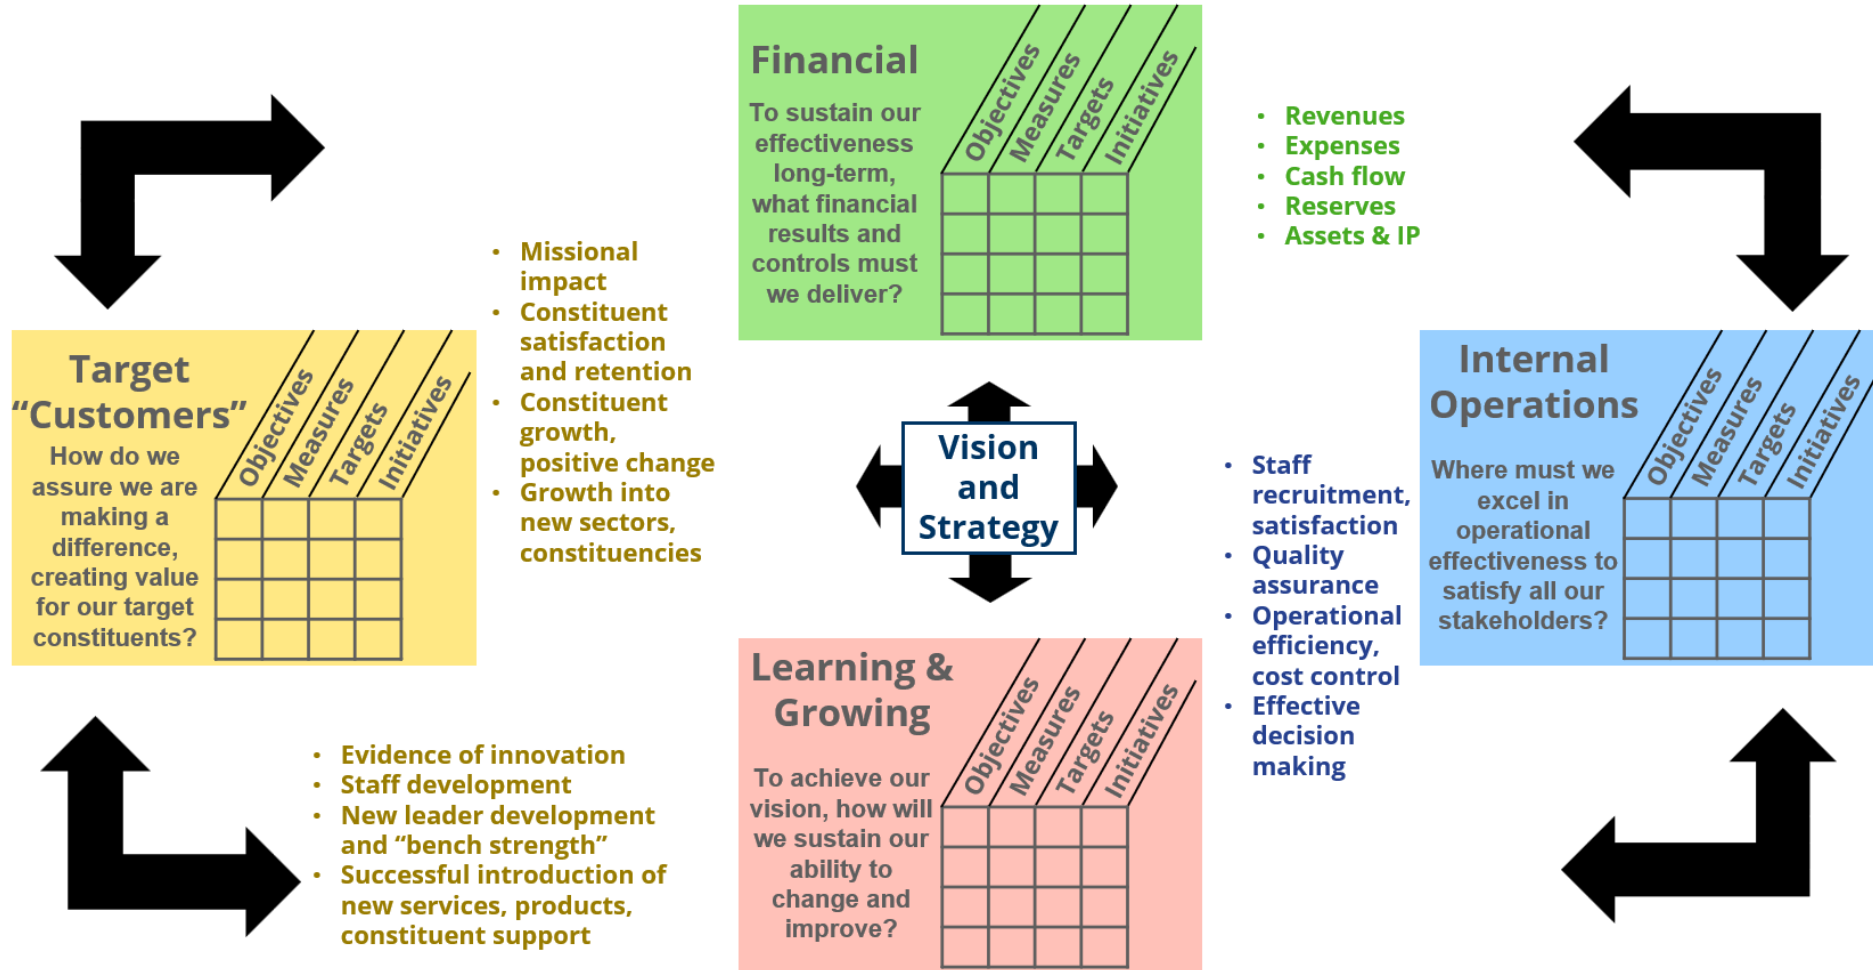 Financial
To sustain our
effectiveness
long-term,
what financial
results and
controls must
we deliver?
Objectives
Measures
Targets
Initiatives
• Revenues
• Expenses
• Cash flow
• Reserves
• Assets & IP
Target
“Customers”
How do we
assure we are
making a
difference,
creating value
for our target
constituents?
Objectives
Measures
Targets
Initiatives
• Missional
impact
• Constituent
satisfaction
and retention
• Constituent
growth,
positive change
• Growth into
new sectors,
constituencies
Vision
and
Strategy
Internal
Operations
Where must we
excel in
operational
effectiveness to
satisfy all our
stakeholders?
Objectives
Measures
Targets
Initiatives
• Staff
recruitment,
satisfaction
• Quality
assurance
• Operational
efficiency,
cost control
• Effective
decision
making
Learning &
Growing
To achieve our
vision, how will
we sustain our
ability to
change and
improve?
Objectives
Measures
Targets
Initiatives
• Evidence of innovation
• Staff development
• New leader development
and “bench strength”
• Successful introduction of
new services, products,
constituent support